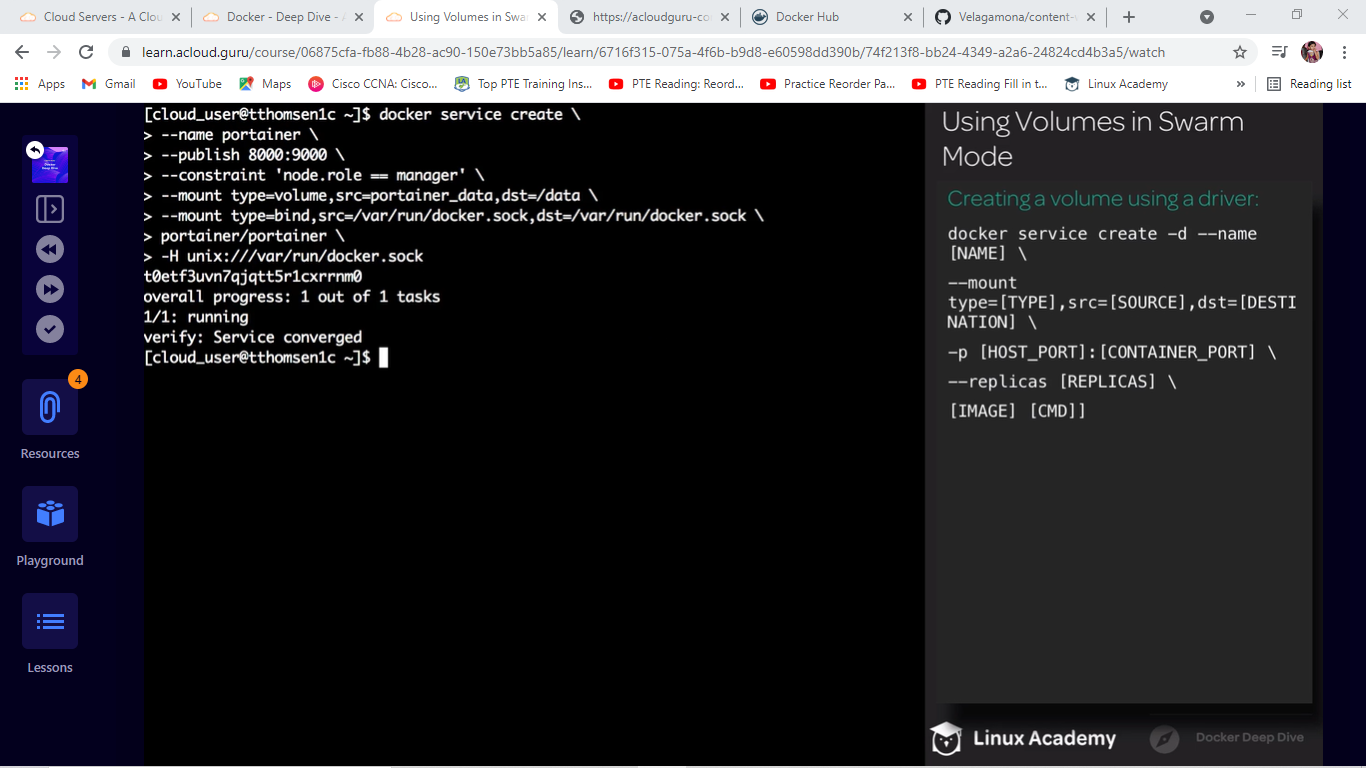 Cloud Servers - A Clou
Docker - Deep Dive - A
Using Volumes in Swar
https://acloudguru-co
Docker Hub
Velagamona/content-
learn.acloud.guru/course/06875cfa-fb88-4b28-ac90-150e73bb5a85/learn/6716f315-075a-4f6b-b9d8-e60598dd390b/74f213f8-bb24-4349-a2a6-24824cd4b3a5/watch
Apps
Gmail
YouTube
Maps
Cisco CCNA: Cisco...
Top PTE Training Ins...
PTE Reading: Reord...
Practice Reorder Pa...
PTE Reading Fill in t...
Linux Academy
»
Reading list
[cloud_user@tthomsen1c ~]$ docker service create \
> --name portainer \
> --publish 8000:9000 \
> --constraint 'node.role == manager' \
> --mount type=volume,src=portainer_data,dst=/data \
> --mount type=bind,src=/var/run/docker.sock,dst=/var/run/docker.sock \
> portainer/portainer \
> -H unix:///var/run/docker.sock
t0etf3uvn7qjqtt5r1cxrrnm0
overall progress: 1 out of 1 tasks
1/1: running
verify: Service converged
[cloud_user@tthomsen1c ~]$
Docker
Deep Dive
4
Resources
Playground
Lessons
Using Volumes in Swarm
Mode
Creating a volume using a driver:
docker service create -d --name
[NAME] \
--mount
type=[TYPE],src=[SOURCE],dst=[DESTI
NATION] \
-p [HOST_PORT]:[CONTAINER_PORT] \
--replicas [REPLICAS] \
[IMAGE] [CMD]]
Linux Academy
Docker Deep Dive